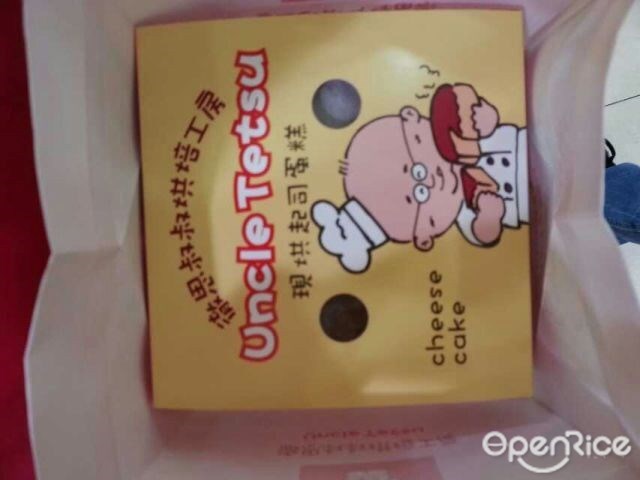 徹思叔叔烘焙工房
Uncle Tetsu
現烘起司蛋糕
cheese
cake
OpenRice